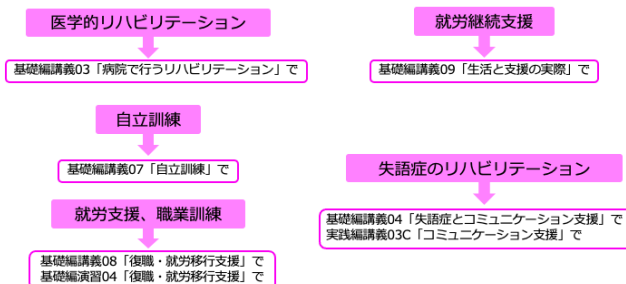 医学的リハビリテーション
基礎編講義03「病院で行うリハビリテーション」で
自立訓練
基礎編講義07「自立訓練」で
就労支援、職業訓練
基礎編講義08「復職・就労移行支援」で
基礎編演習04「復職・就労移行支援」で
就労継続支援
基礎編講義09「生活と支援の実際」で
失語症のリハビリテーション
基礎編講義04「失語症とコミュニケーション支援」で
実践編講義03C「コミュニケーション支援」で